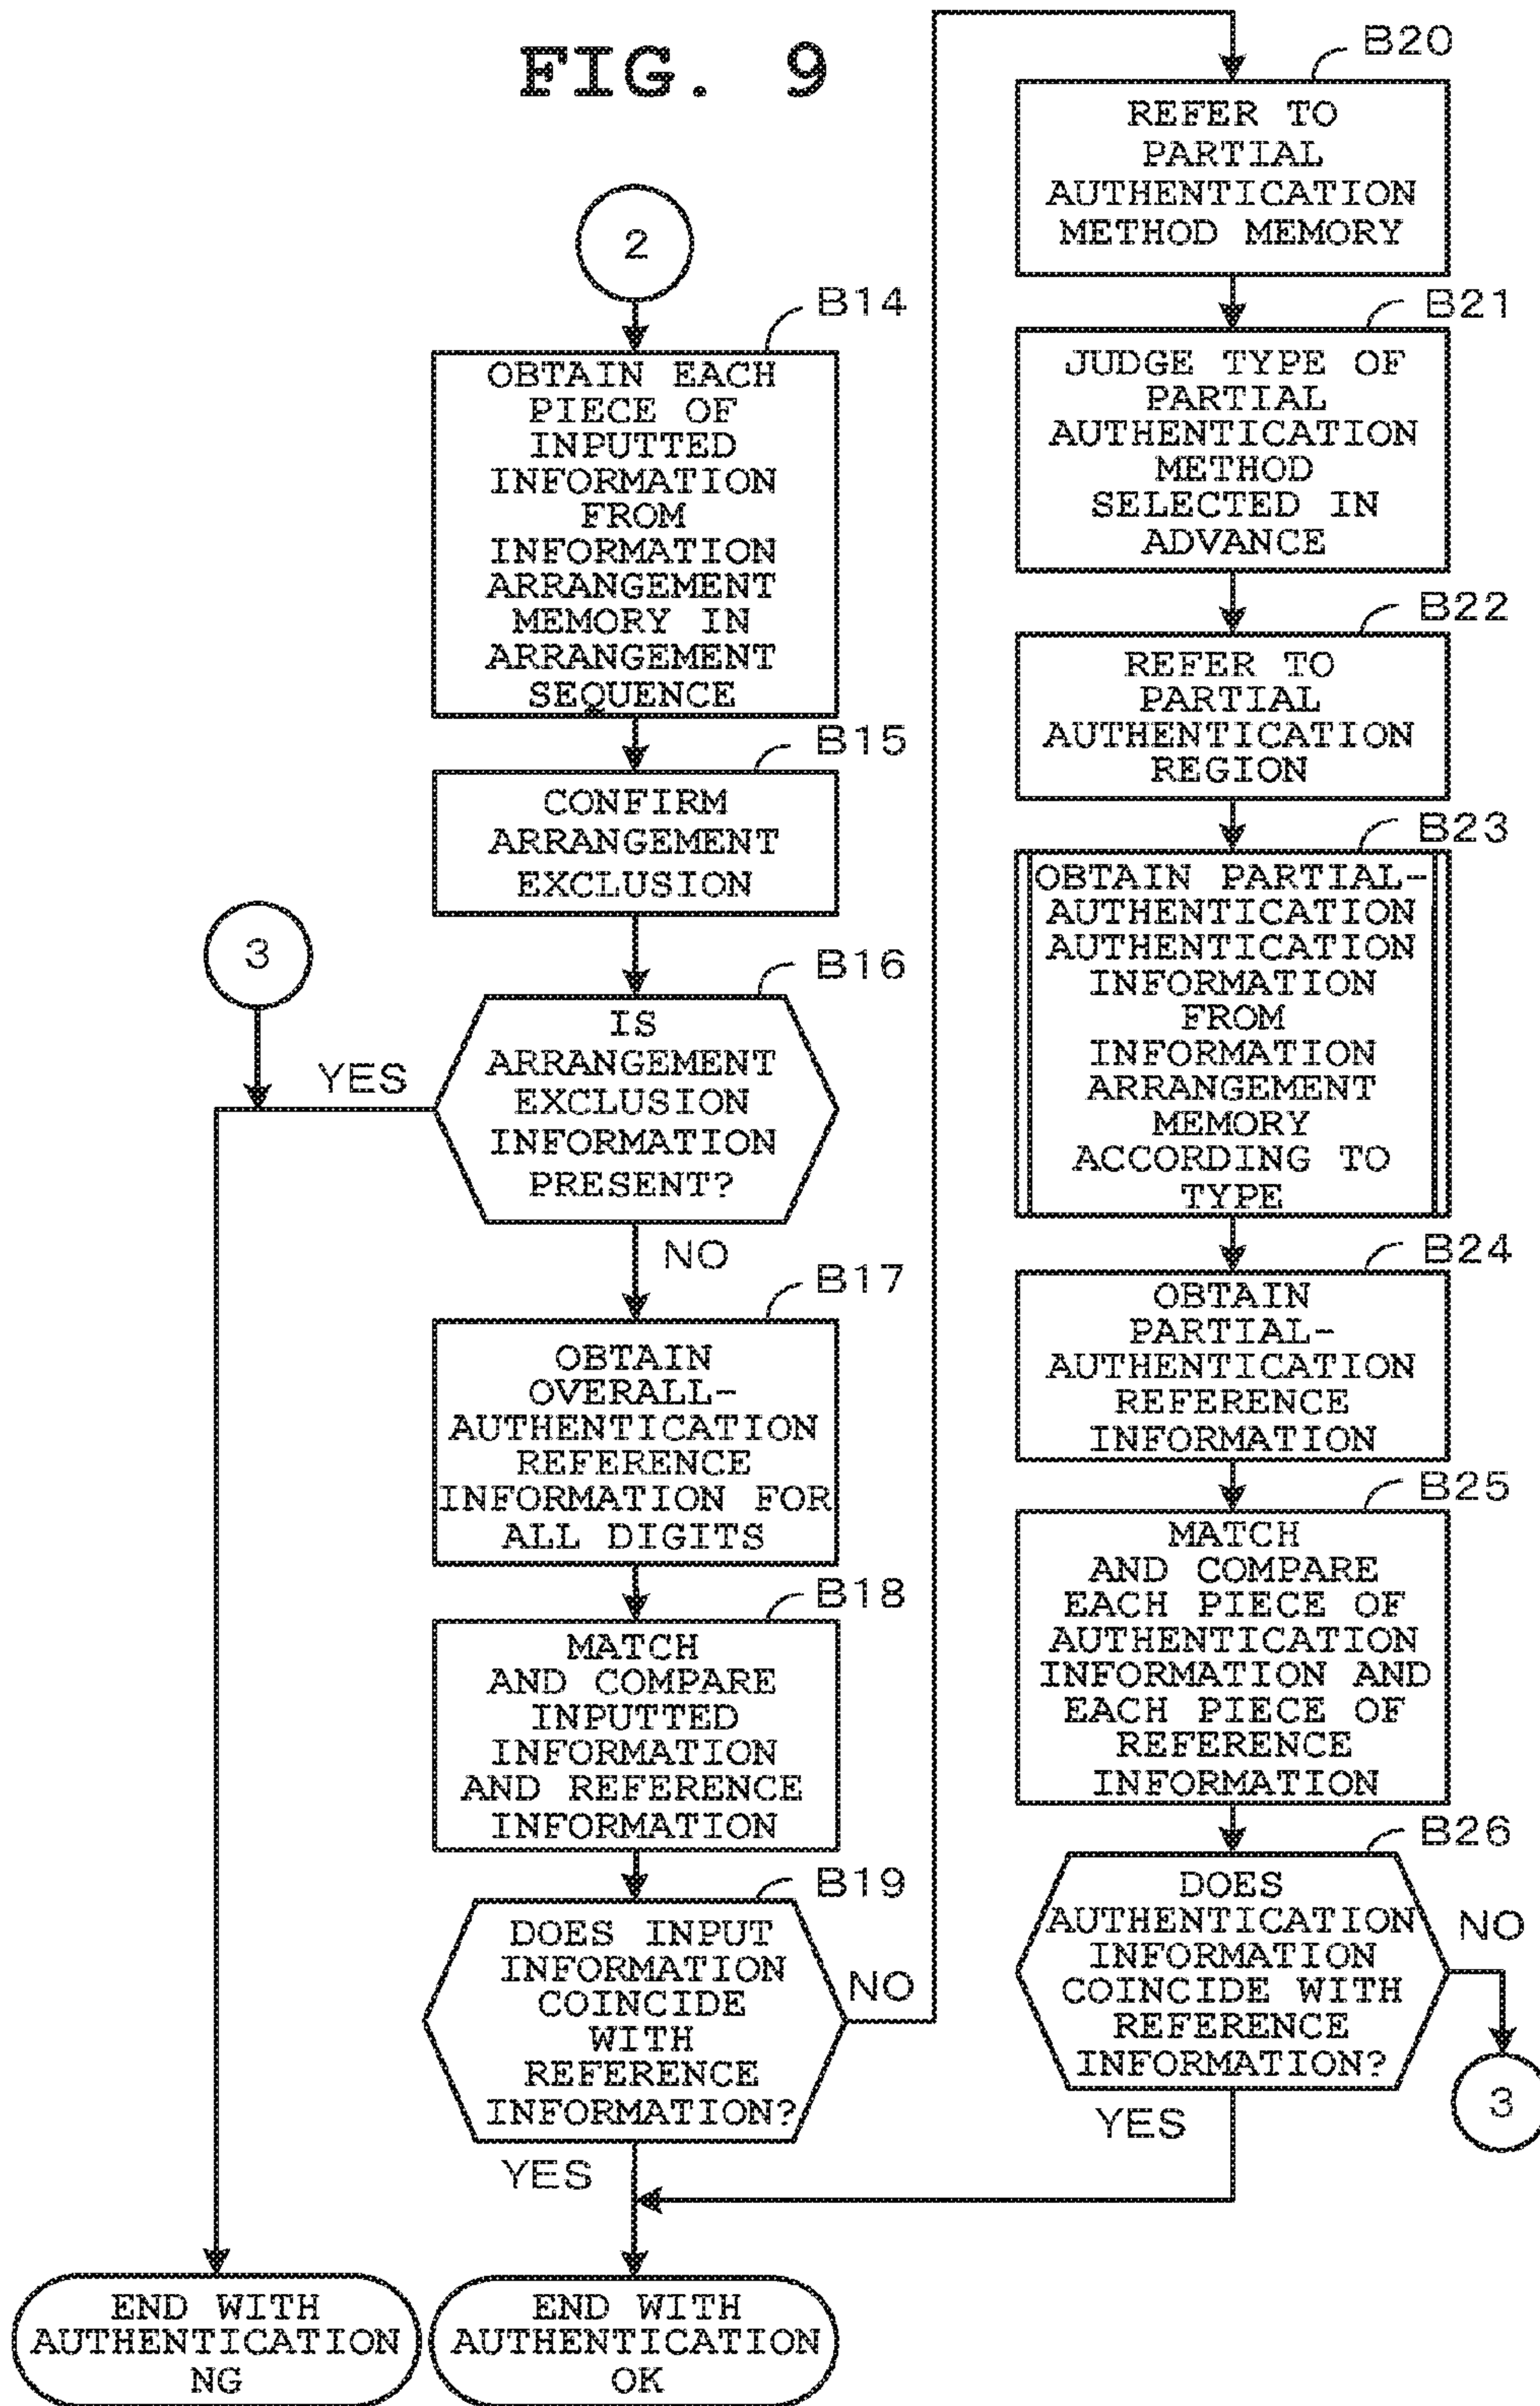 FIG. 9
2
B14
OBTAIN EACH
PIECE OF
INPUTTED
INFORMATION
FROM
INFORMATION
ARRANGEMENT
MEMORY IN
ARRANGEMENT
SEQUENCE
B15
CONFIRM
ARRANGEMENT
EXCLUSION
3
B16
IS
ARRANGEMENT
EXCLUSION
INFORMATION
PRESENT?
YES
NO
B17
OBTAIN
OVERALL-
AUTHENTICATION
REFERENCE
INFORMATION FOR
ALL DIGITS
B18
MATCH
AND COMPARE
INPUTTED
INFORMATION
AND REFERENCE
INFORMATION
B19
DOES INPUT
INFORMATION
COINCIDE
WITH
REFERENCE
INFORMATION?
NO
YES
END WITH
AUTHENTICATION
NG
END WITH
AUTHENTICATION
OK
B20
REFER TO
PARTIAL
AUTHENTICATION
METHOD MEMORY
B21
JUDGE TYPE OF
PARTIAL
AUTHENTICATION
METHOD
SELECTED IN
ADVANCE
B22
REFER TO
PARTIAL
AUTHENTICATION
REGION
B23
OBTAIN PARTIAL-
AUTHENTICATION
AUTHENTICATION
INFORMATION
FROM
INFORMATION
ARRANGEMENT
MEMORY
ACCORDING TO
TYPE
B24
OBTAIN
PARTIAL-
AUTHENTICATION
REFERENCE
INFORMATION
B25
MATCH
AND COMPARE
EACH PIECE OF
AUTHENTICATION
INFORMATION AND
EACH PIECE OF
REFERENCE
INFORMATION
B26
DOES
AUTHENTICATION
INFORMATION
COINCIDE WITH
REFERENCE
INFORMATION?
NO
YES
3